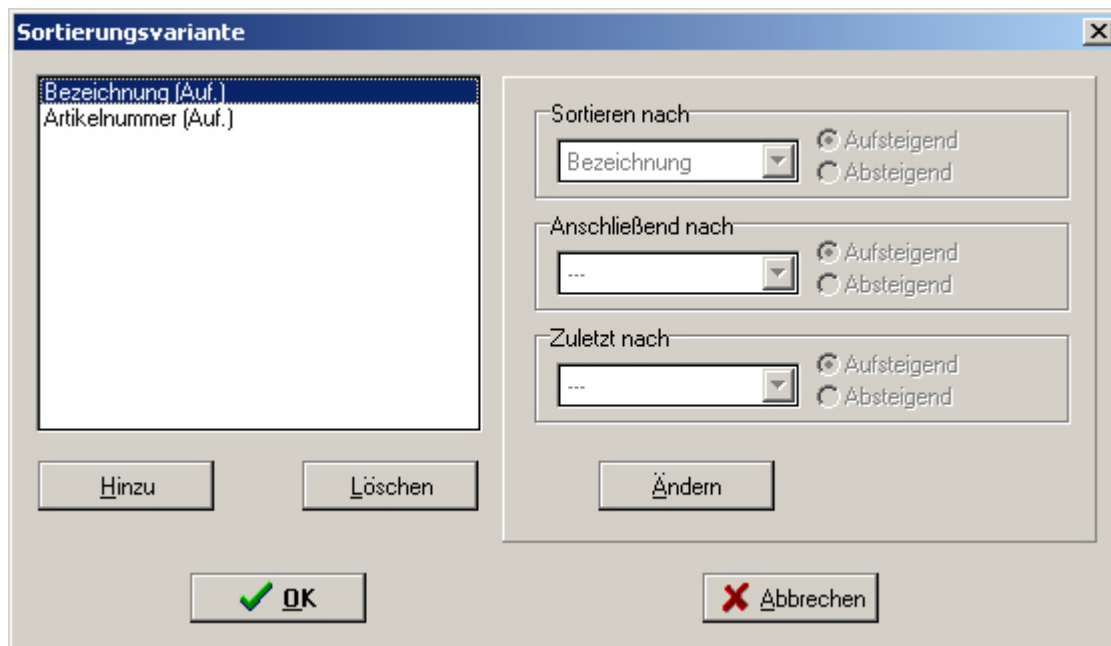 Sortierungsvariante
Bezeichnung (Auf.)
Artikelnummer (Auf.)
Sortieren nach
Bezeichnung
Aufsteigend
Absteigend
Anschließend nach
---
Aufsteigend
Absteigend
Zuletzt nach
---
Aufsteigend
Absteigend
Hinzu
Löschen
Ändern
OK
Abbrechen